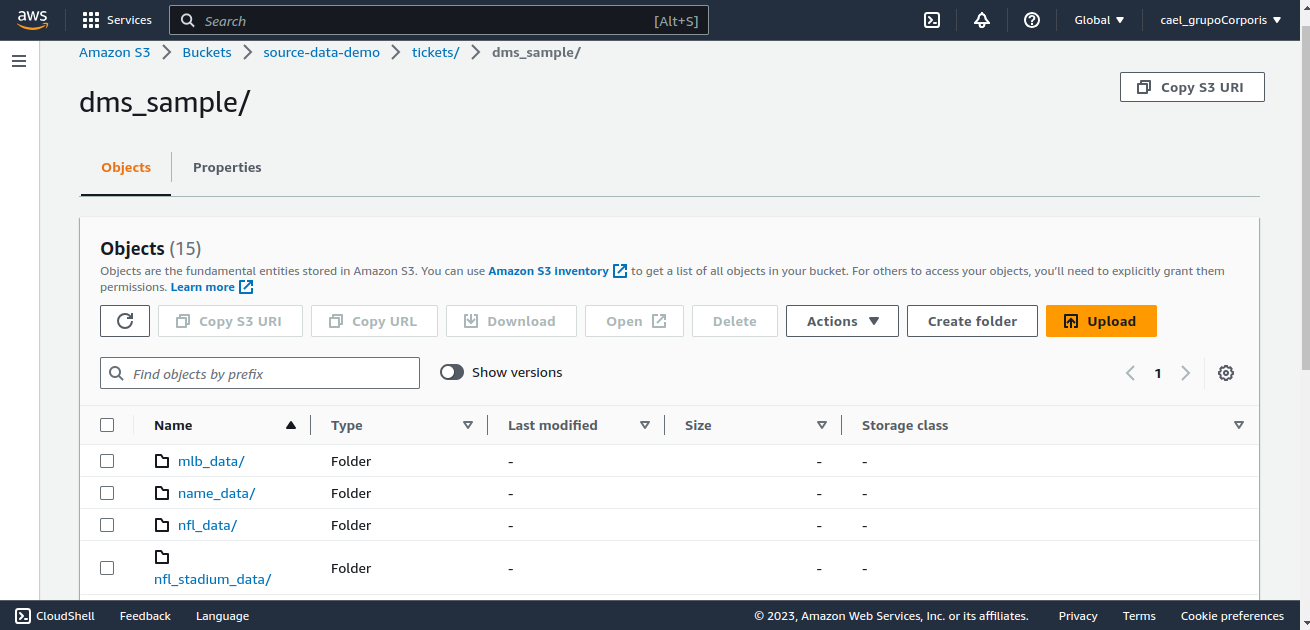 aws Services Search [Alt+S] Global cael_grupoCorporis
Amazon S3 Buckets source-data-demo tickets/ dms_sample/
dms_sample/
Copy S3 URI
Objects Properties
Objects (15)
Objects are the fundamental entities stored in Amazon S3. You can use Amazon S3 inventory to get a list of all objects in your bucket. For others to access your objects, you'll need to explicitly grant them
permissions. Learn more
Copy S3 URI Copy URL Download Open Delete Actions Create folder Upload
Find objects by prefix Show versions 1
Name Type Last modified Size Storage class
mlb_data/ Folder - - -
name_data/ Folder - - -
nfl_data/ Folder - - -
nfl_stadium_data/ Folder - - -
CloudShell Feedback Language © 2023, Amazon Web Services, Inc. or its affiliates. Privacy Terms Cookie preferences